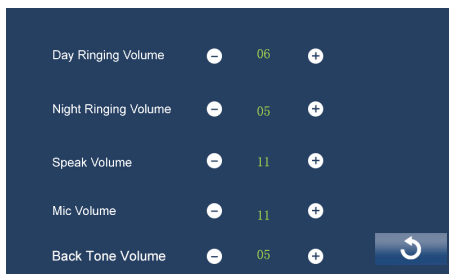 Day Ringing Volume - 06 +
Night Ringing Volume - 05 +
Speak Volume - 11 +
Mic Volume - 11 +
Back Tone Volume - 05 +